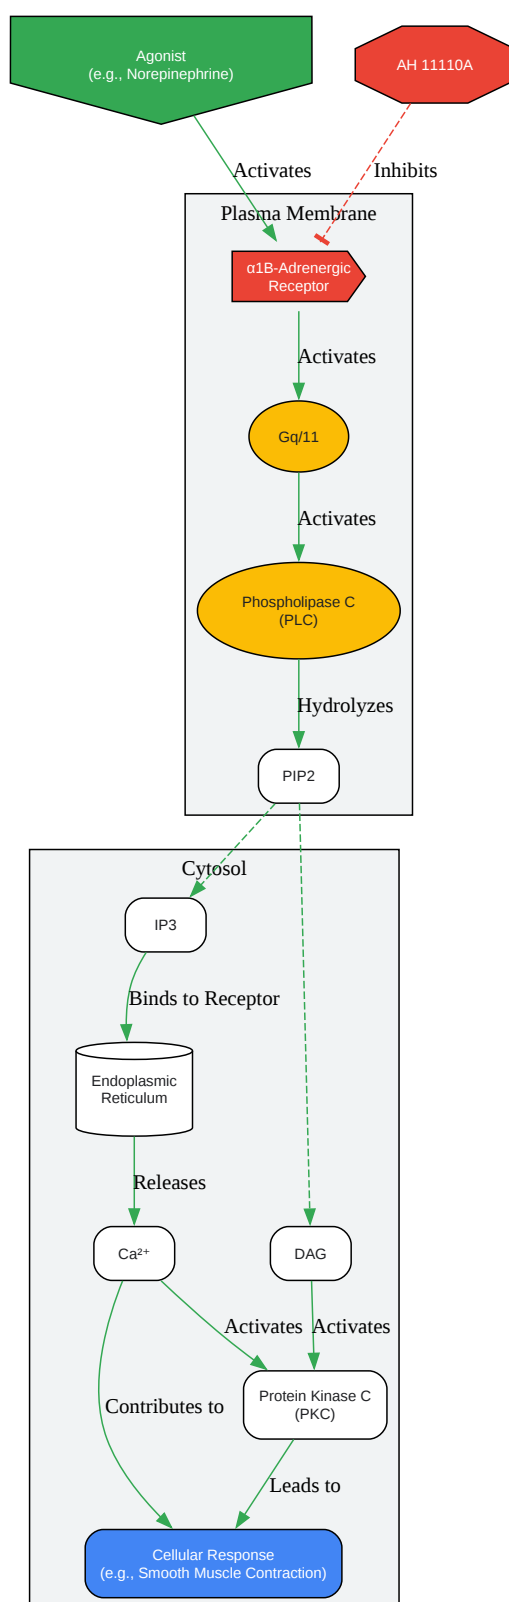 Agonist
(e.g., Norepinephrine)
AH 11110A
Activates
Inhibits
Plasma Membrane
α1B-Adrenergic
Receptor
Activates
Gq/11
Activates
Phospholipase C
(PLC)
Hydrolyzes
PIP2
Cytosol
IP3
Binds to Receptor
Endoplasmic
Reticulum
Releases
Ca²⁺
DAG
Activates
Activates
Protein Kinase C
(PKC)
Contributes to
Leads to
Cellular Response
(e.g., Smooth Muscle Contraction)